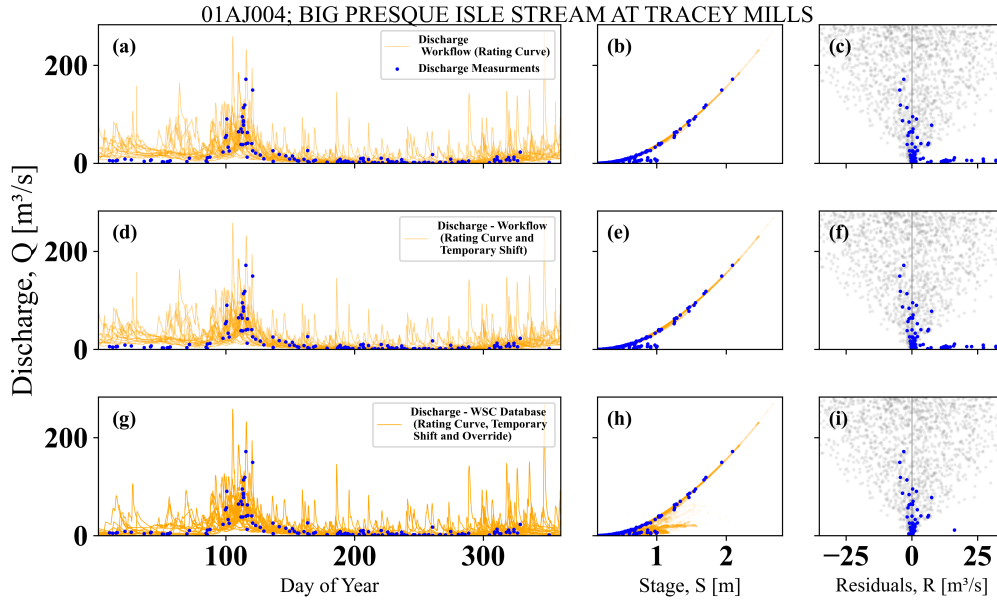 01AJ004; BIG PRESQUE ISLE STREAM AT TRACEY MILLS
(a)
Discharge
Workflow (Rating Curve)
Discharge Measurments
(b)
(c)
200
0
(d)
Discharge - Workflow
(Rating Curve and
Temporary Shift)
(e)
(f)
200
0
(g)
Discharge - WSC Database
(Rating Curve, Temporary
Shift and Override)
(h)
(i)
200
0
Discharge, Q [m³/s]
100
200
300
1
2
−25
0
25
Day of Year
Stage, S [m]
Residuals, R [m³/s]